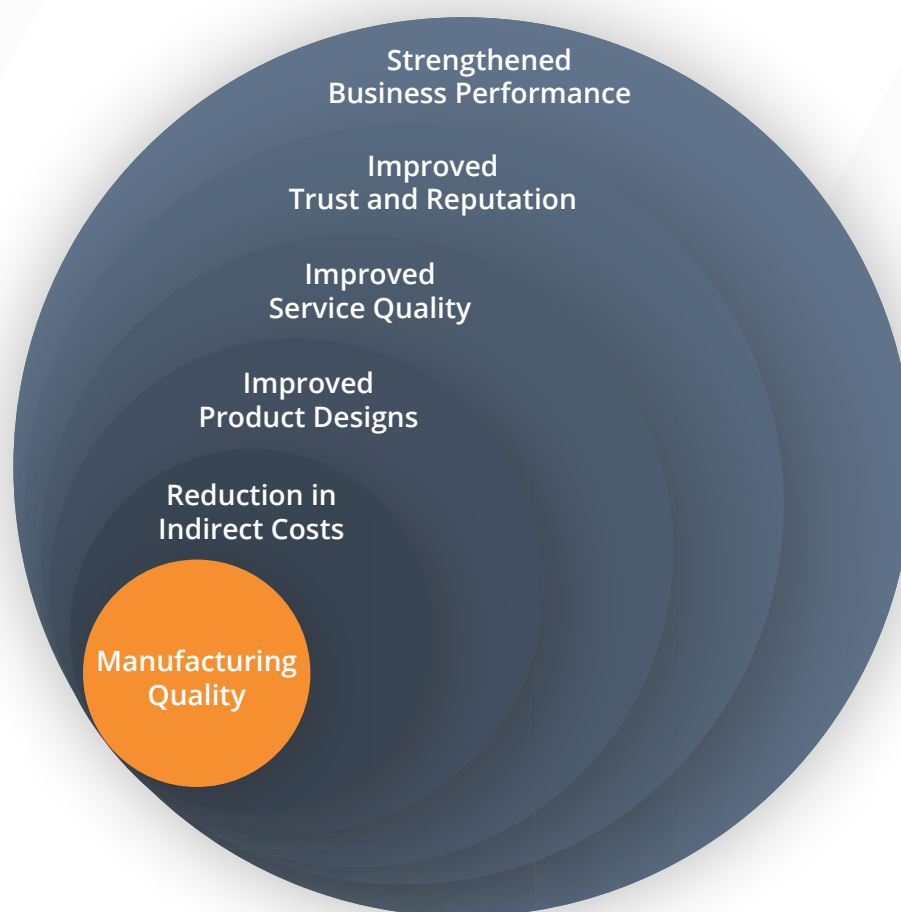 Strengthened
Business Performance
Improved
Trust and Reputation
Improved
Service Quality
Improved
Product Designs
Reduction in
Indirect Costs
Manufacturing
Quality